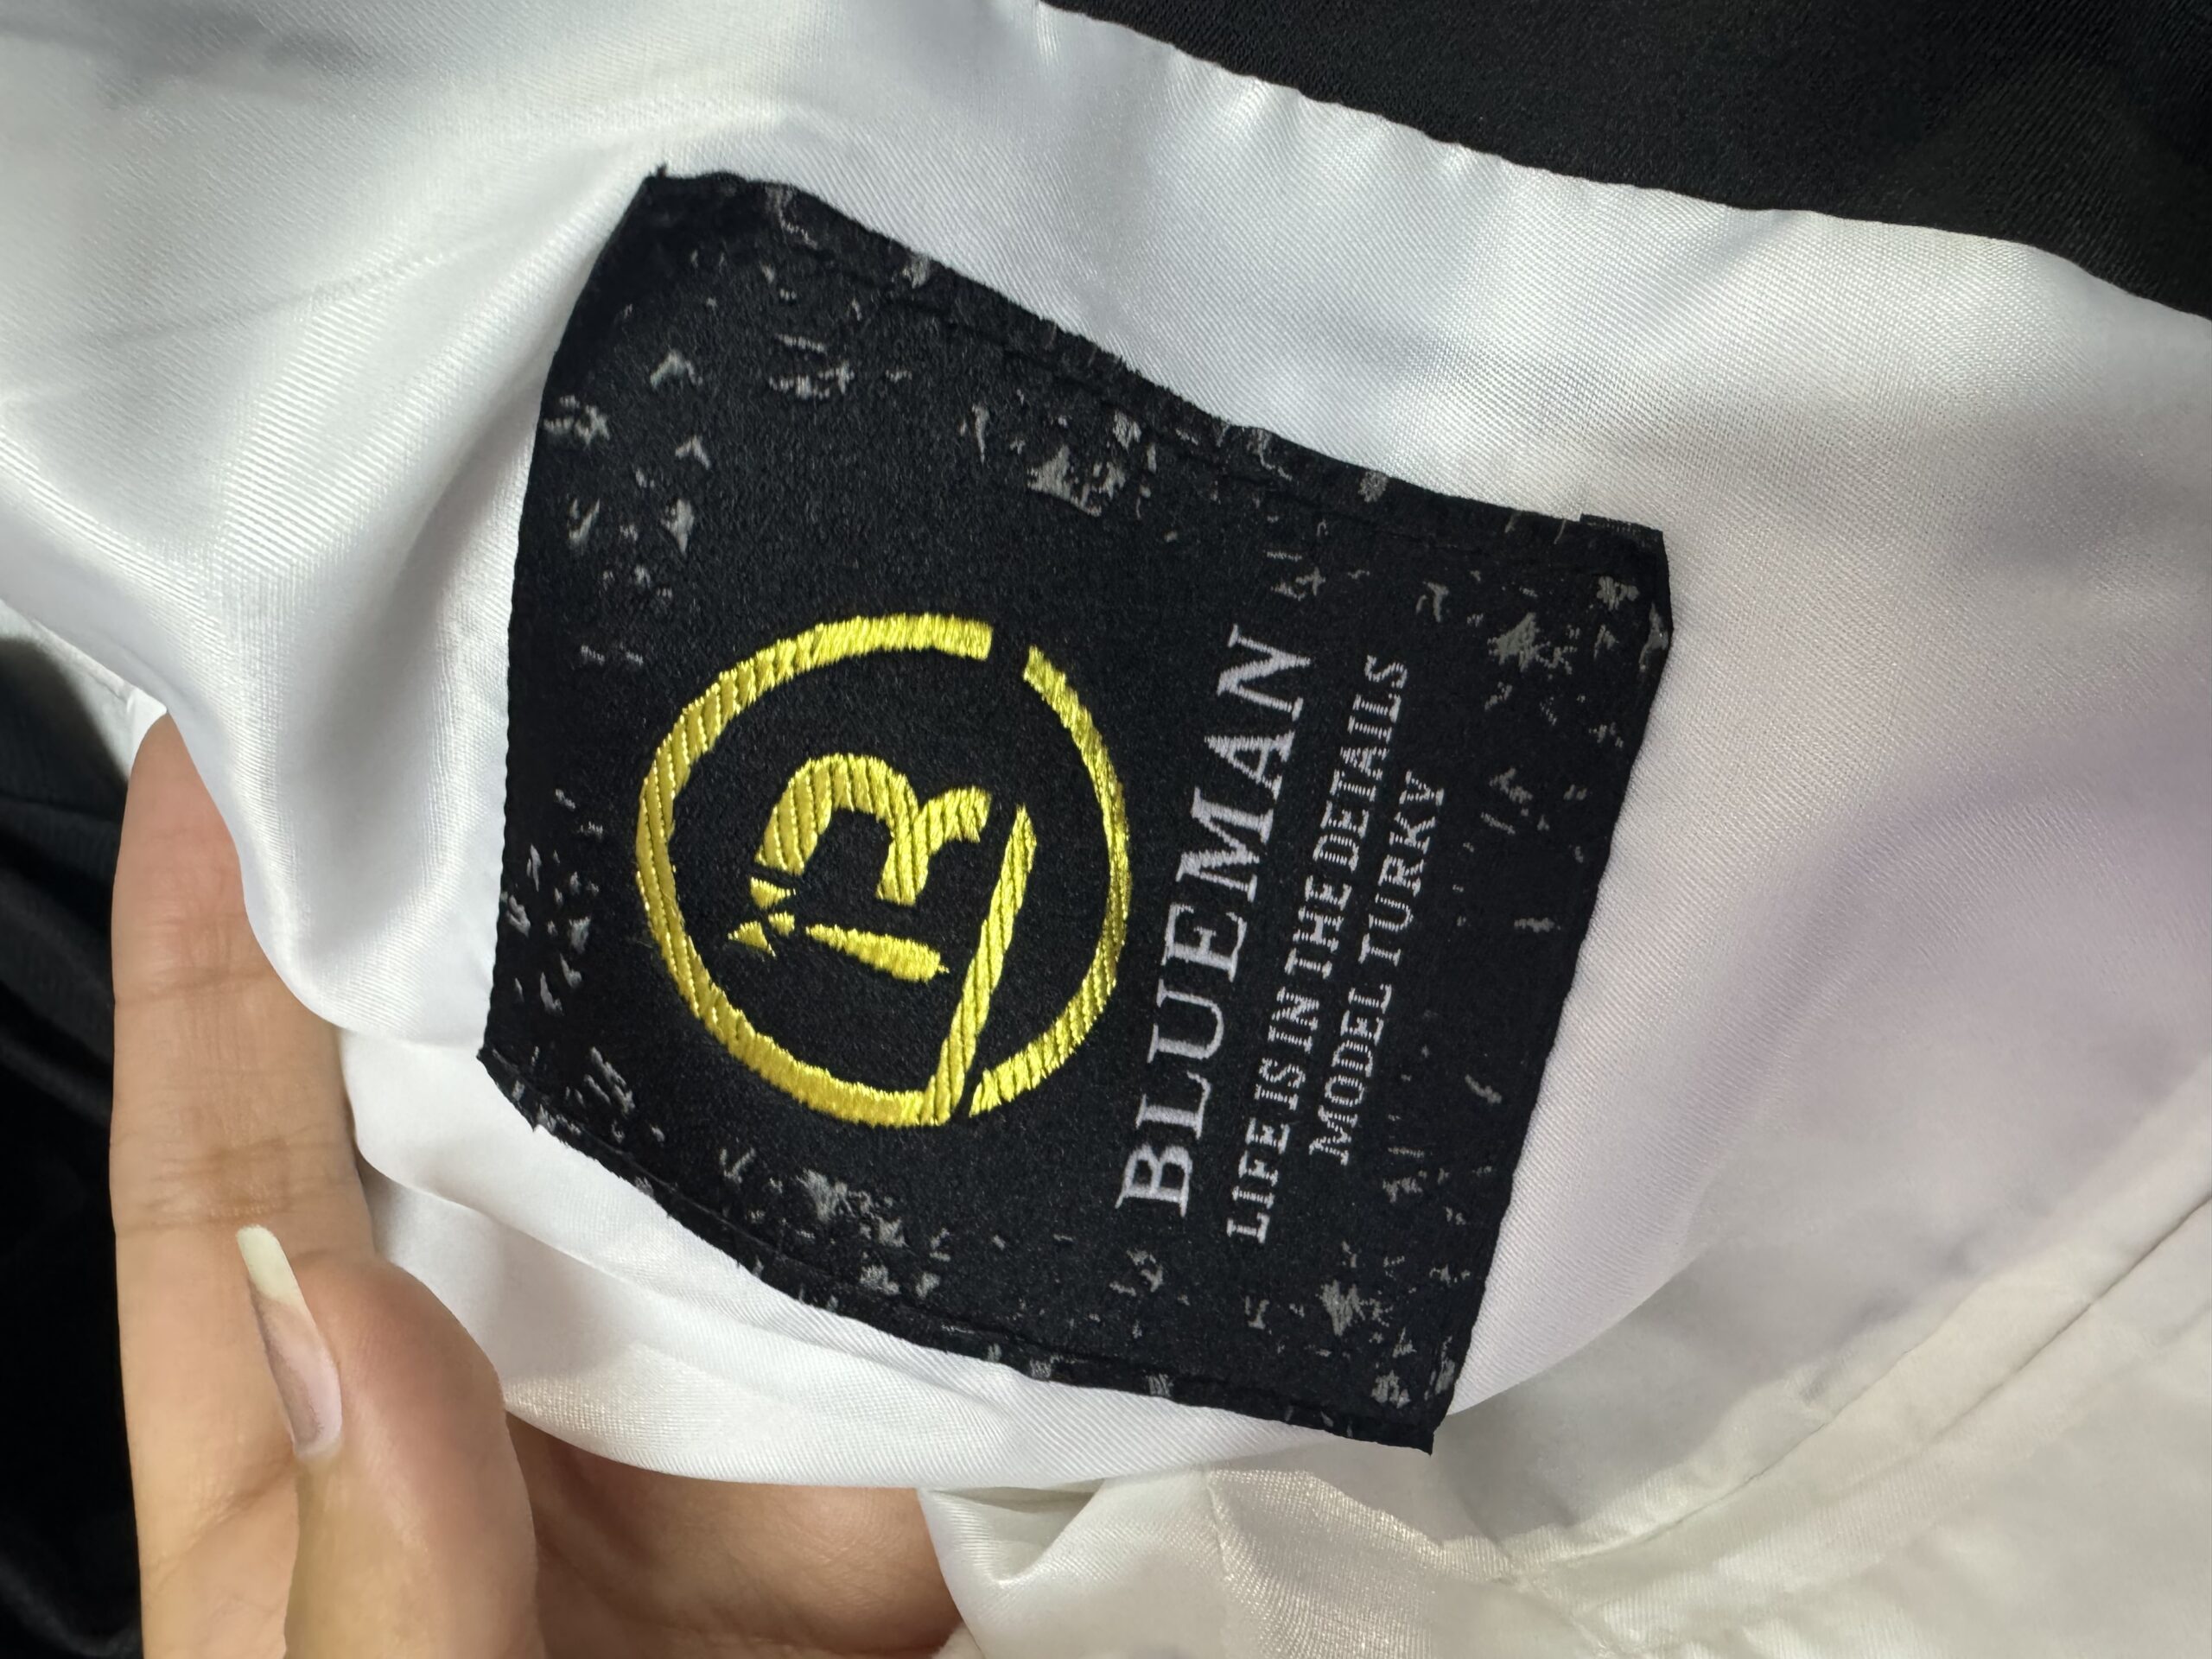 BLUEMAN
LIFE IS IN THE DETAILS
MODEL TURKY